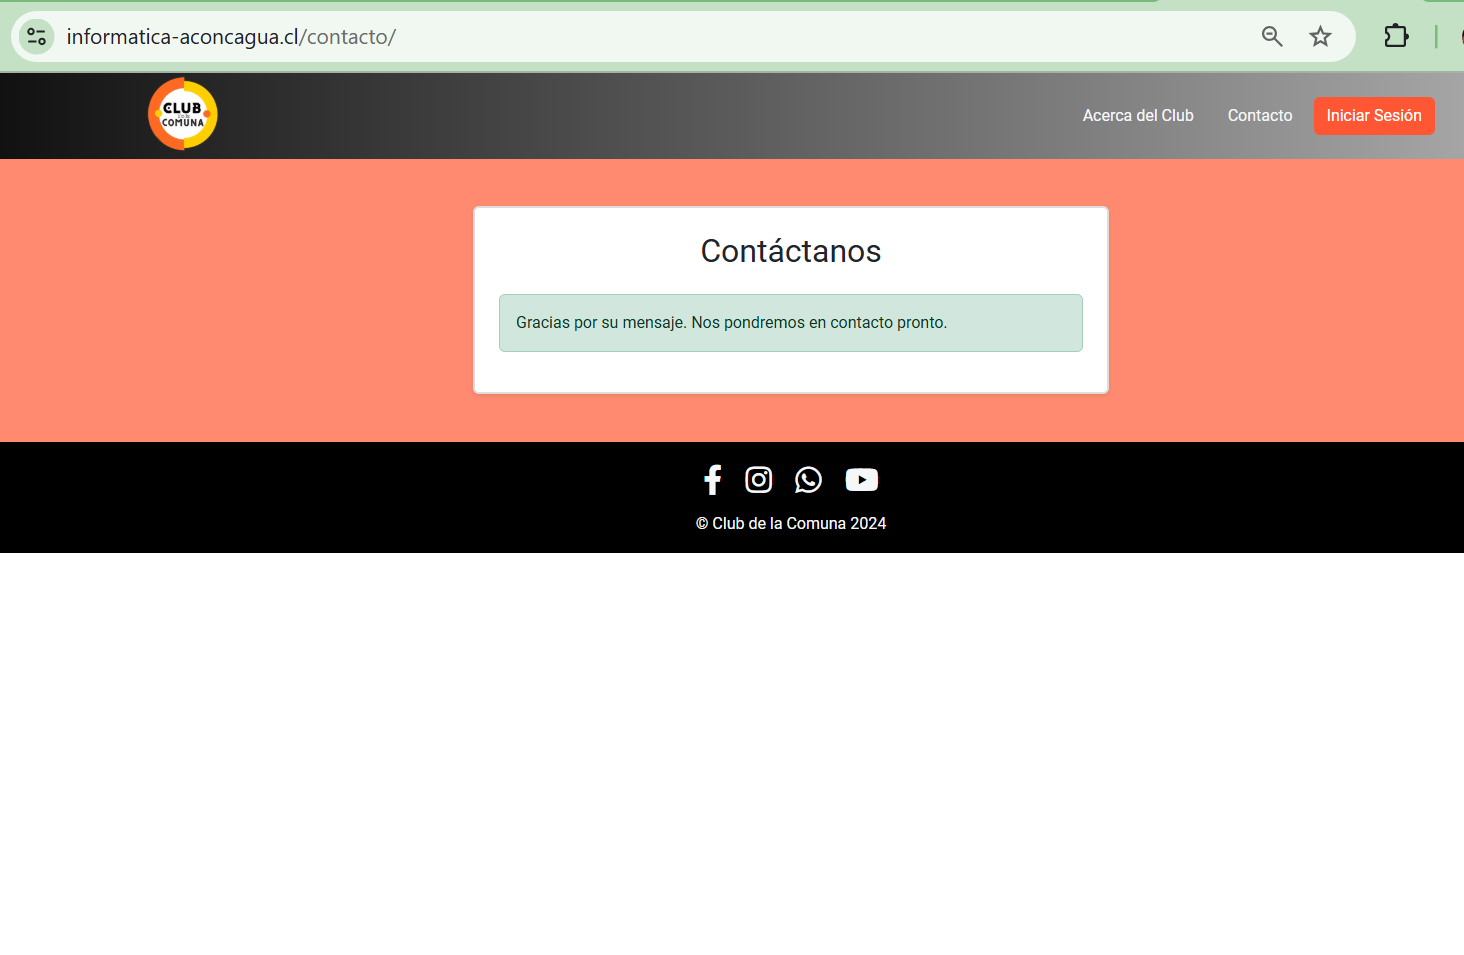 informatica-aconcagua.cl/contacto/
CLUB
COMUNA
Acerca del Club
Contacto
Iniciar Sesión
Contáctanos
Gracias por su mensaje. Nos pondremos en contacto pronto.
© Club de la Comuna 2024